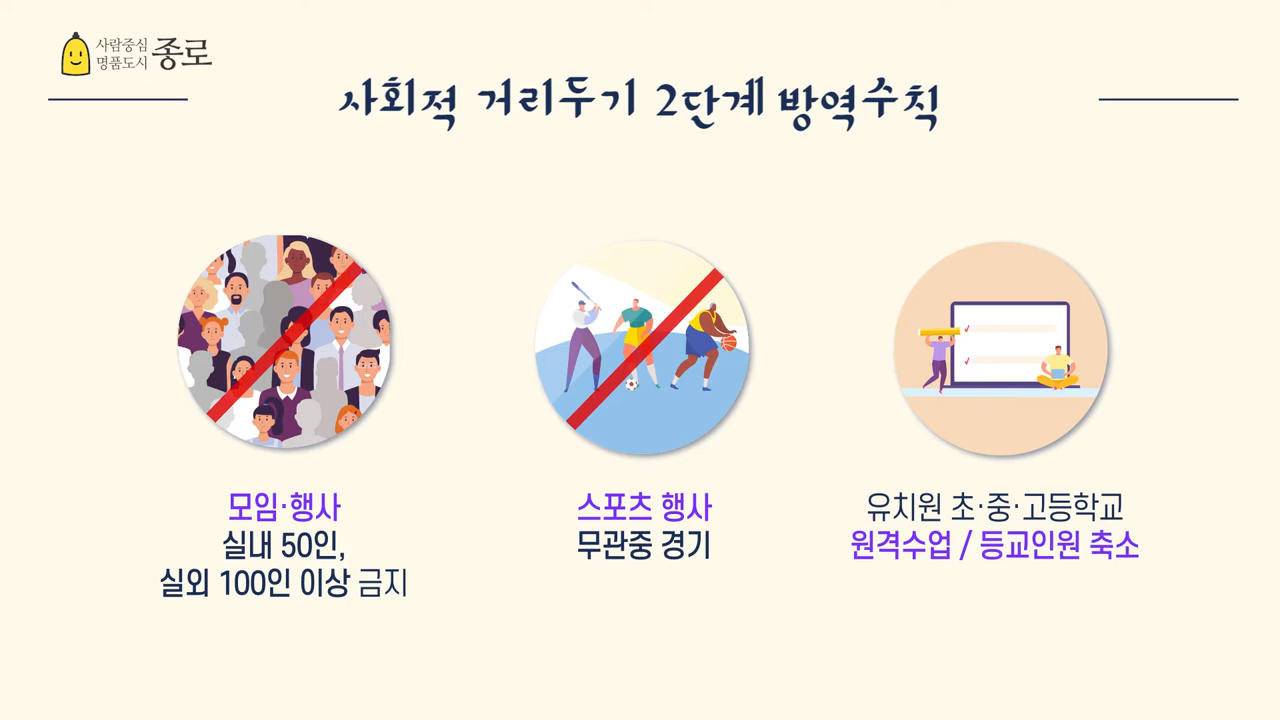 사람중심
명품도시 종로
사회적 거리두기 2단계 방역수칙
모임·행사
실내 50인,
실외 100인 이상 금지
스포츠 행사
무관중 경기
유치원 초·중·고등학교
원격수업 / 등교인원 축소